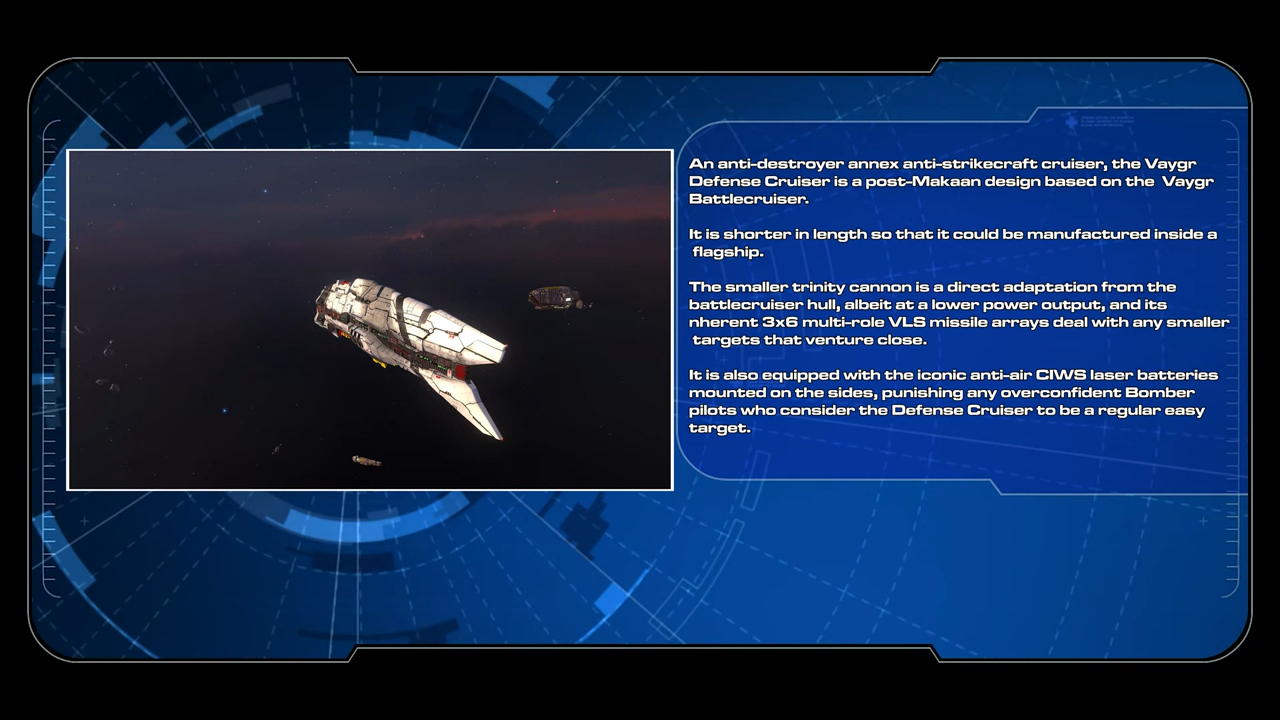 An anti-destroyer annex anti-strikecraft cruiser, the Vaygr
Defense Cruiser is a post-Makaan design based on the Vaygr
Battlecruiser.
It is shorter in length so that it could be manufactured inside a
flagship.
The smaller trinity cannon is a direct adaptation from the
battlecruiser hull, albeit at a lower power output, and its
nherent 3x6 multi-role VLS missile arrays deal with any smaller
targets that venture close.
It is also equipped with the iconic anti-air CIWS laser batteries
mounted on the sides, punishing any overconfident Bomber
pilots who consider the Defense Cruiser to be a regular easy
target.